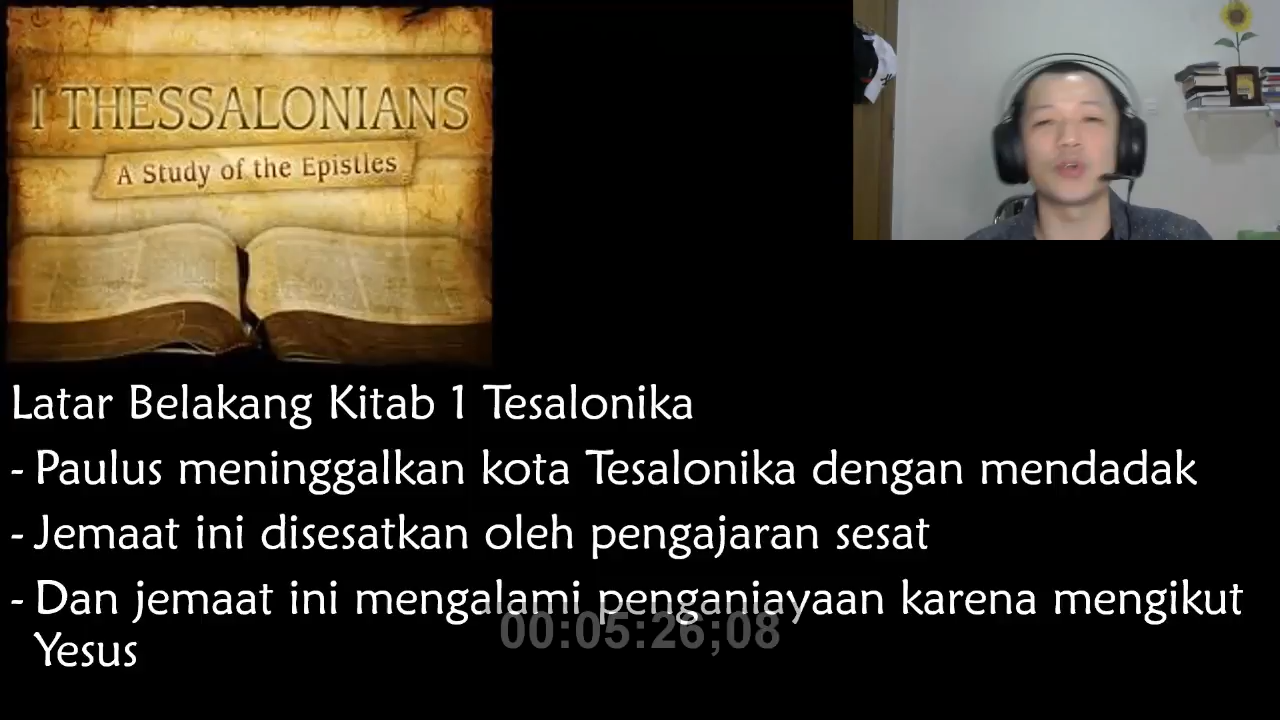 I THESSALONIANS
A Study of the Epistles
Latar Belakang Kitab 1 Tesalonika
- Paulus meninggalkan kota Tesalonika dengan mendadak
- Jemaat ini disesatkan oleh pengajaran sesat
- Dan jemaat ini mengalami penganiayaan karena mengikut
Yesus
00:05:26;08